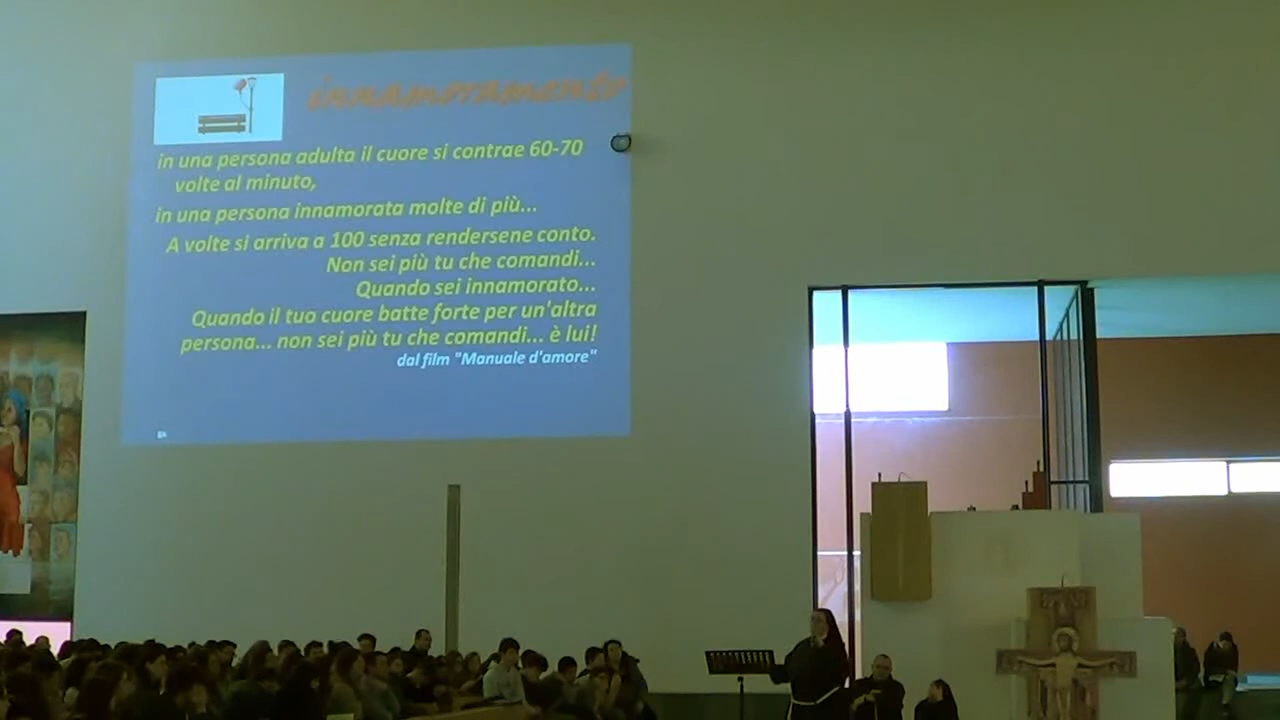 innamoramento
in una persona adulta il cuore si contrae 60-70
volte al minuto,
in una persona innamorata molte di più...
A volte si arriva a 100 senza rendersene conto.
Non sei più tu che comandi...
Quando sei innamorato...
Quando il tuo cuore batte forte per un'altra
persona... non sei più tu che comandi... è lui!
dal film "Manuale d'amore"